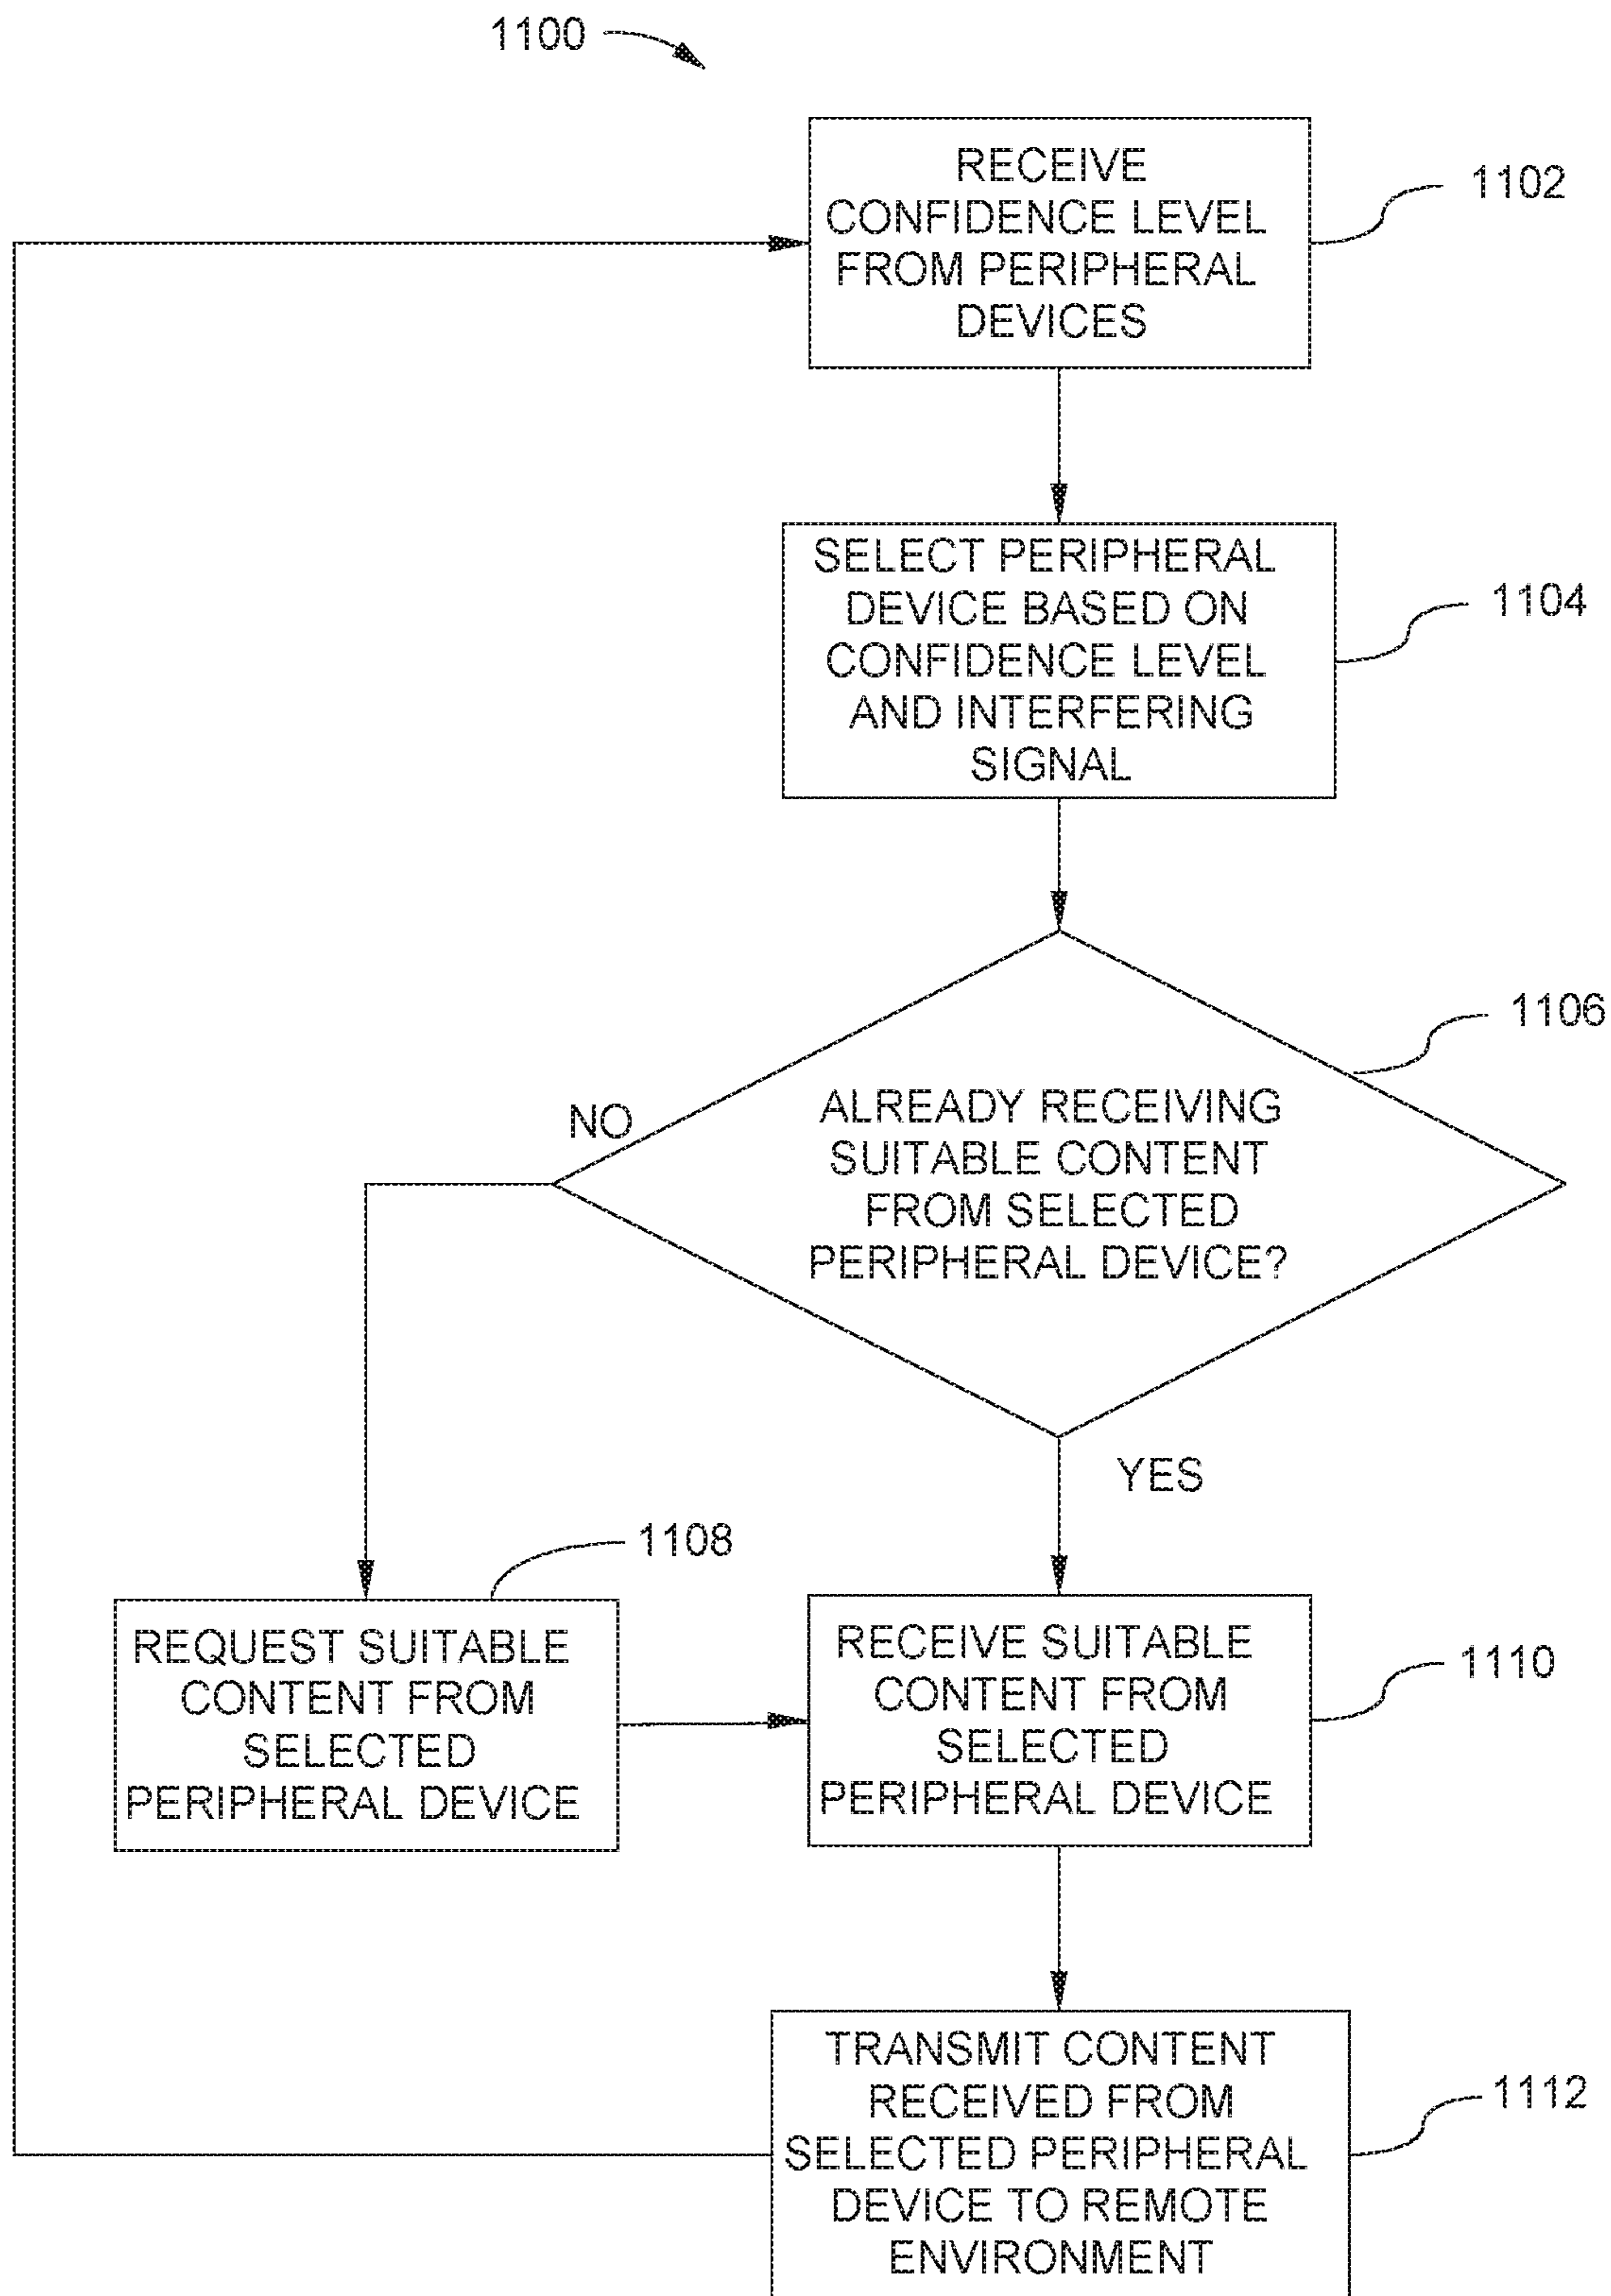 1100
RECEIVE
CONFIDENCE LEVEL
FROM PERIPHERAL
DEVICES
1102
SELECT PERIPHERAL
DEVICE BASED ON
CONFIDENCE LEVEL
AND INTERFERING
SIGNAL
1104
1106
ALREADY RECEIVING
SUITABLE CONTENT
FROM SELECTED
PERIPHERAL DEVICE?
NO
YES
1108
REQUEST SUITABLE
CONTENT FROM
SELECTED
PERIPHERAL DEVICE
RECEIVE SUITABLE
CONTENT FROM
SELECTED
PERIPHERAL DEVICE
1110
TRANSMIT CONTENT
RECEIVED FROM
SELECTED PERIPHERAL
DEVICE TO REMOTE
ENVIRONMENT
1112